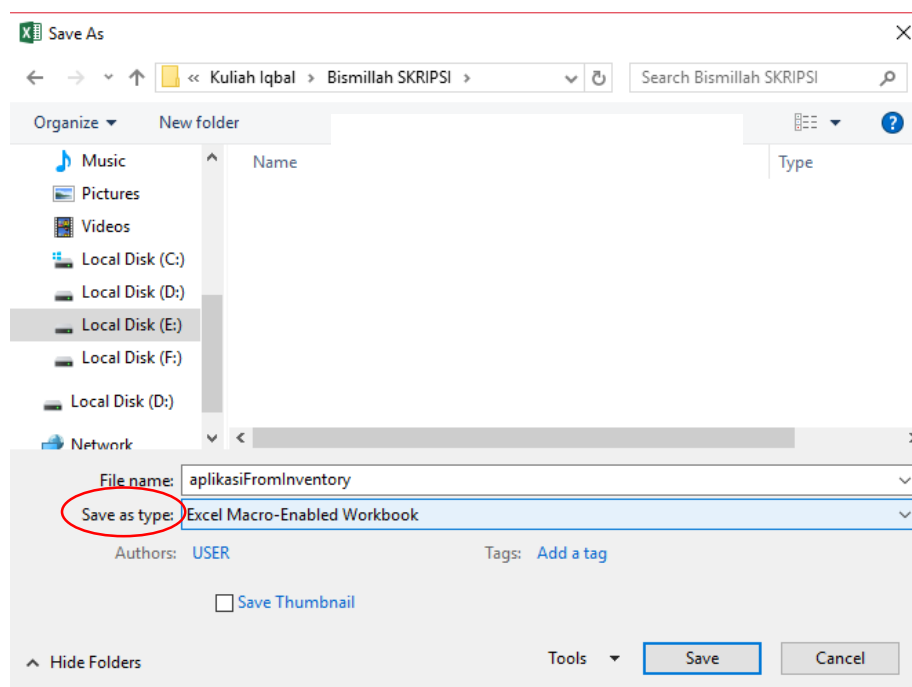 Save As
« Kuliah Iqbal > Bismillah SKRIPSI >
Search Bismillah SKRIPSI
Organize
New folder
Name
Type
Music
Pictures
Videos
Local Disk (C:)
Local Disk (D:)
Local Disk (E:)
Local Disk (F:)
Local Disk (D:)
Network
File name: aplikasiFromInventory
Save as type: Excel Macro-Enabled Workbook
Authors: USER
Tags: Add a tag
Save Thumbnail
Hide Folders
Tools
Save
Cancel